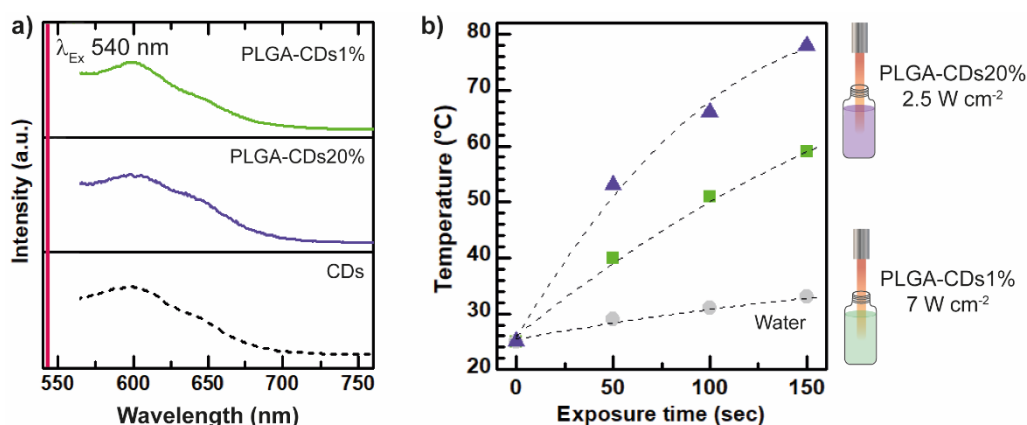 a)
λEx 540 nm
PLGA-CDs1%
PLGA-CDs20%
CDs
Intensity (a.u.)
550 600 650 700 750
Wavelength (nm)
b)
80
70
60
50
40
30
20
Temperature (°C)
Water
0 50 100 150
Exposure time (sec)
PLGA-CDs20%
2.5 W cm-2
PLGA-CDs1%
7 W cm-2